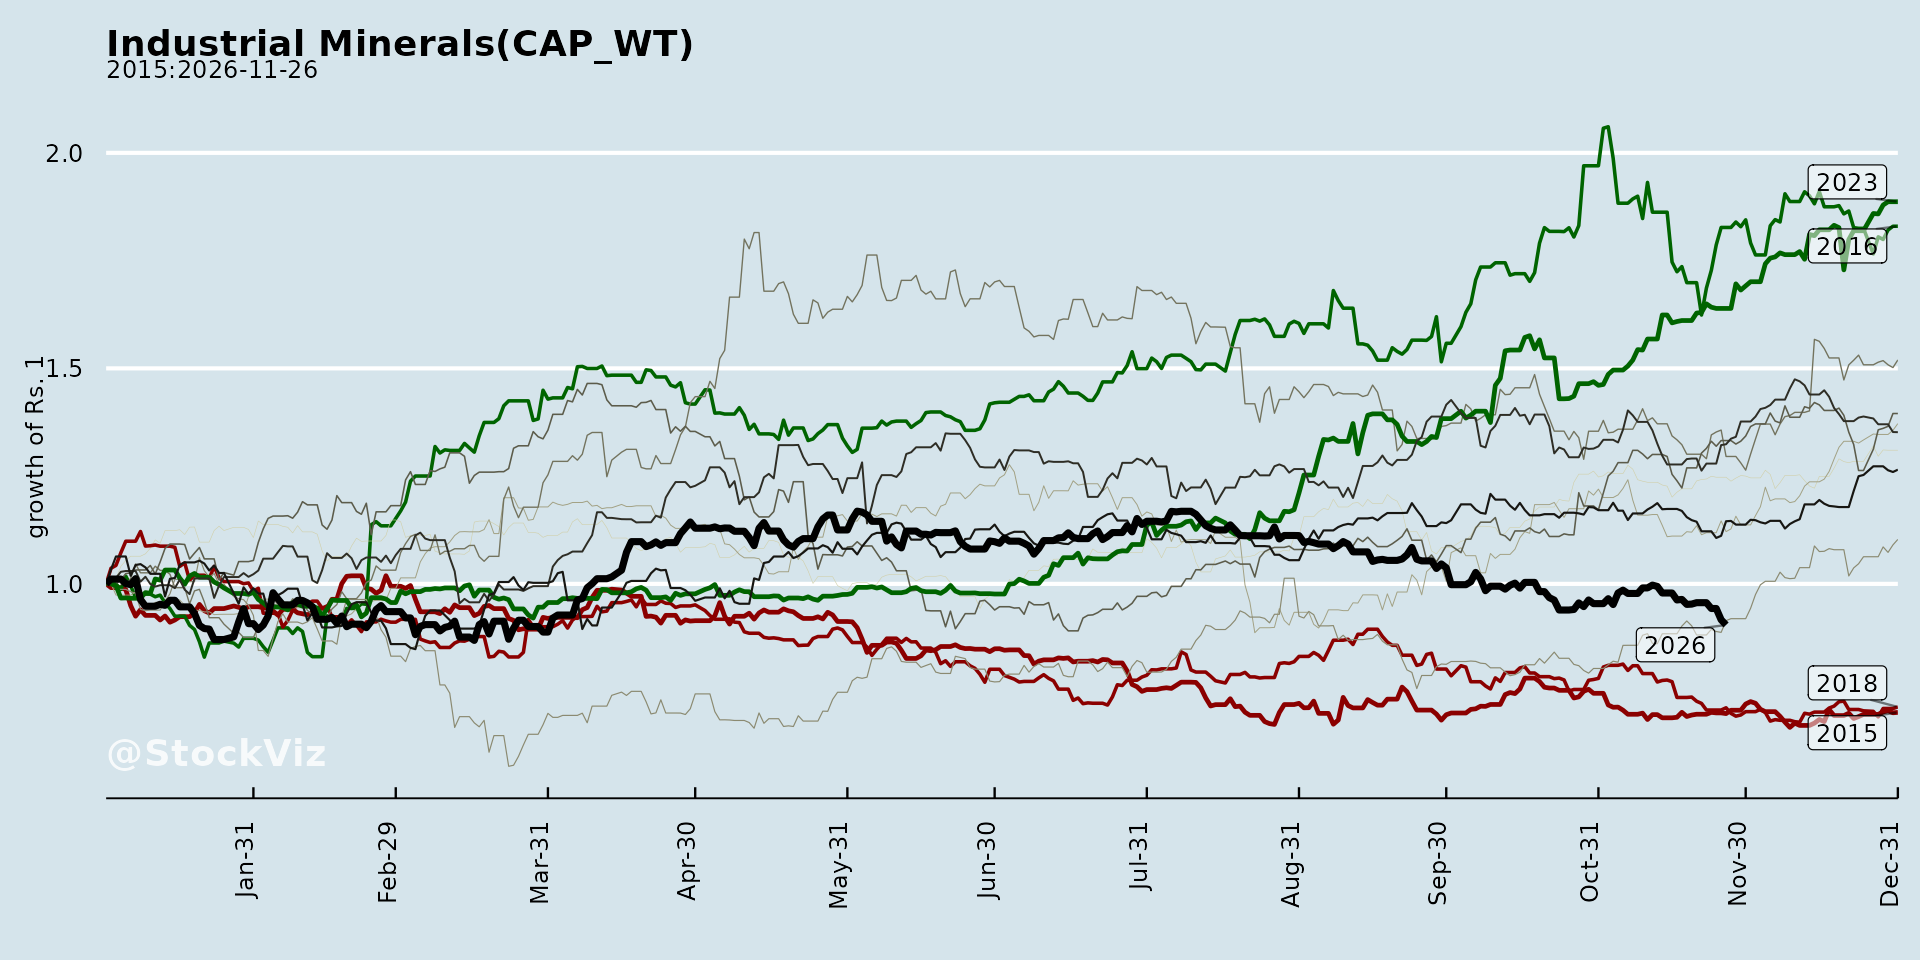 Industrial Minerals(CAP_WT)
2015:2026-11-26
growth of Rs. 1
2.0
1.5
1.0
2023
2016
2026
2018
2015
@StockViz
Jan-31
Feb-29
Mar-31
Apr-30
May-31
Jun-30
Jul-31
Aug-31
Sep-30
Oct-31
Nov-30
Dec-31